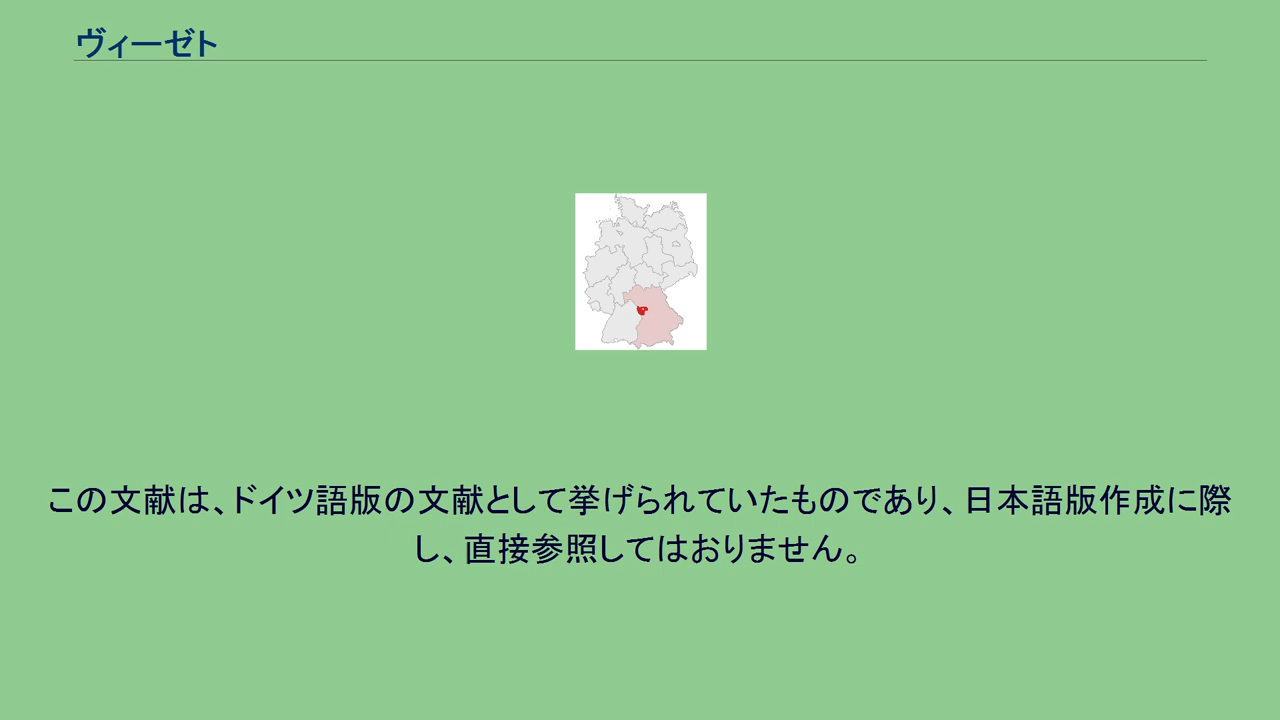 ヴィーゼト
この文献は、ドイツ語版の文献として挙げられていたものであり、日本語版作成に際
し、直接参照してはおりません。